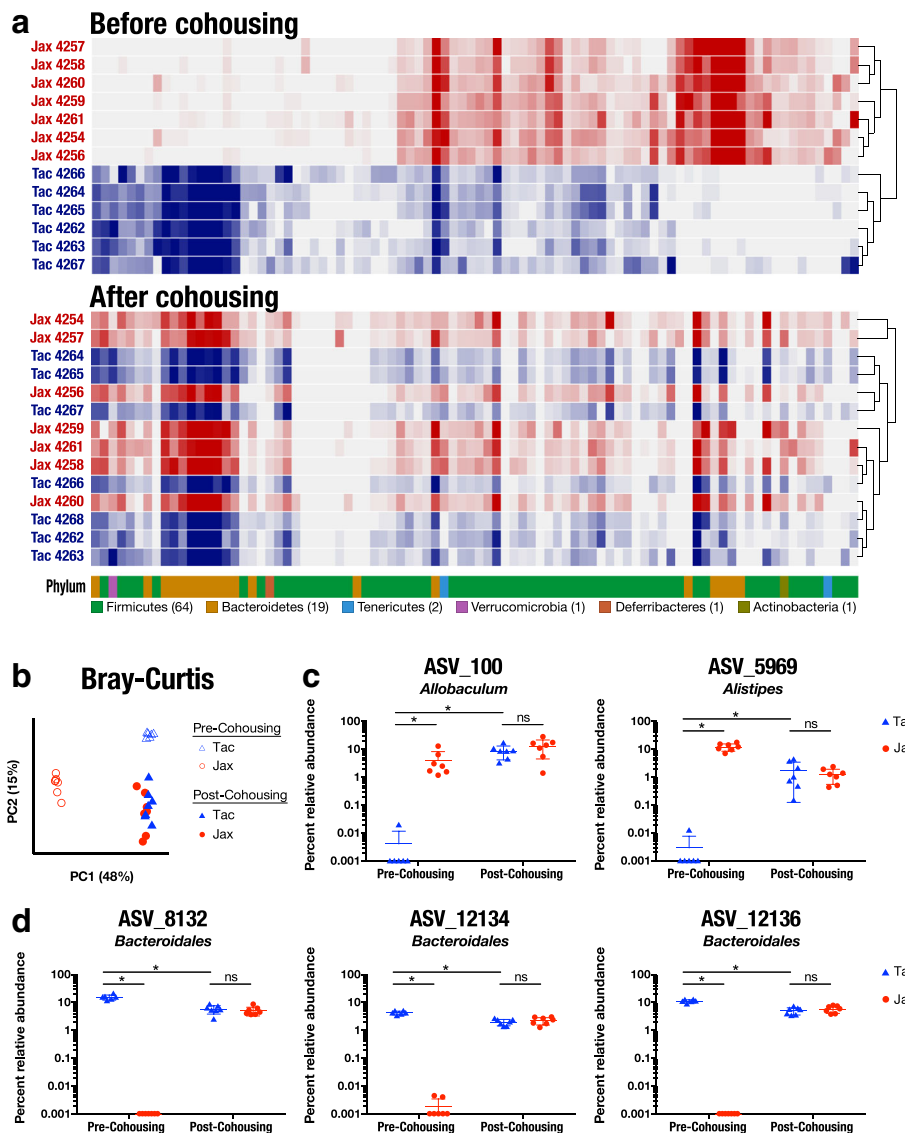 a
Before cohousing
Jax 4257
Jax 4258
Jax 4260
Jax 4259
Jax 4261
Jax 4254
Jax 4256
Tac 4266
Tac 4264
Tac 4265
Tac 4262
Tac 4263
Tac 4267
After cohousing
Jax 4254
Jax 4257
Tac 4264
Tac 4265
Jax 4256
Tac 4267
Jax 4259
Jax 4261
Jax 4258
Tac 4266
Jax 4260
Tac 4268
Tac 4262
Tac 4263
Phylum
Firmicutes (64) Bacteroidetes (19) Tenericutes (2) Verrucomicrobia (1) Deferribacteres (1) Actinobacteria (1)
b
Bray-Curtis
PC2 (15%)
PC1 (48%)
Pre-Cohousing
Tac
Jax
Post-Cohousing
Tac
Jax
c
ASV_100
Allobaculum
Percent relative abundance
100
10
1
0.1
0.01
0.001
*
*
ns
Pre-Cohousing Post-Cohousing
ASV_5969
Alistipes
Percent relative abundance
100
10
1
0.1
0.01
0.001
*
*
ns
Pre-Cohousing Post-Cohousing
Ta
Ja
d
ASV_8132
Bacteroidales
Percent relative abundance
100
10
1
0.1
0.01
0.001
*
*
ns
Pre-Cohousing Post-Cohousing
ASV_12134
Bacteroidales
Percent relative abundance
100
10
1
0.1
0.01
0.001
*
*
ns
Pre-Cohousing Post-Cohousing
ASV_12136
Bacteroidales
Percent relative abundance
100
10
1
0.1
0.01
0.001
*
*
ns
Pre-Cohousing Post-Cohousing
Ta
Ja